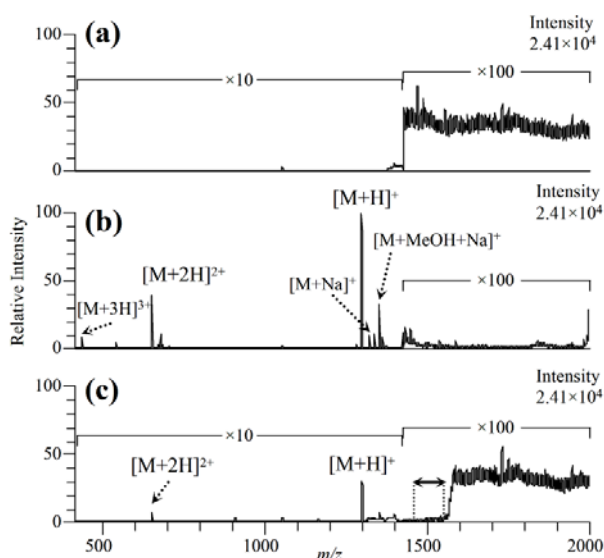 (a)
Intensity
2.41×10⁴
×10
×100
100
50
0
(b)
Intensity
2.41×10⁴
[M+H]⁺
[M+MeOH+Na]⁺
[M+Na]⁺
[M+2H]²⁺
[M+3H]³⁺
×100
100
50
0
Relative Intensity
(c)
Intensity
2.41×10⁴
×10
×100
[M+2H]²⁺
[M+H]⁺
100
50
0
500 1000 1500 2000
m/z